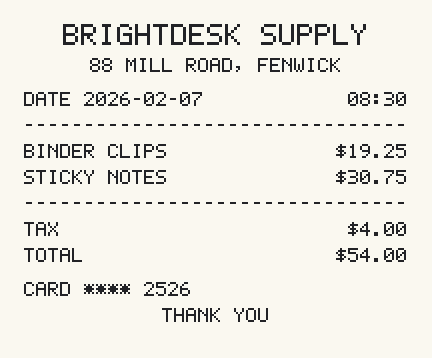 BRIGHTDESK SUPPLY
88 MILL ROAD, FENWICK
DATE 2026-02-07 08:30
--------------------------------
BINDER CLIPS $19.25
STICKY NOTES $30.75
--------------------------------
TAX $4.00
TOTAL $54.00
CARD **** 2526
THANK YOU